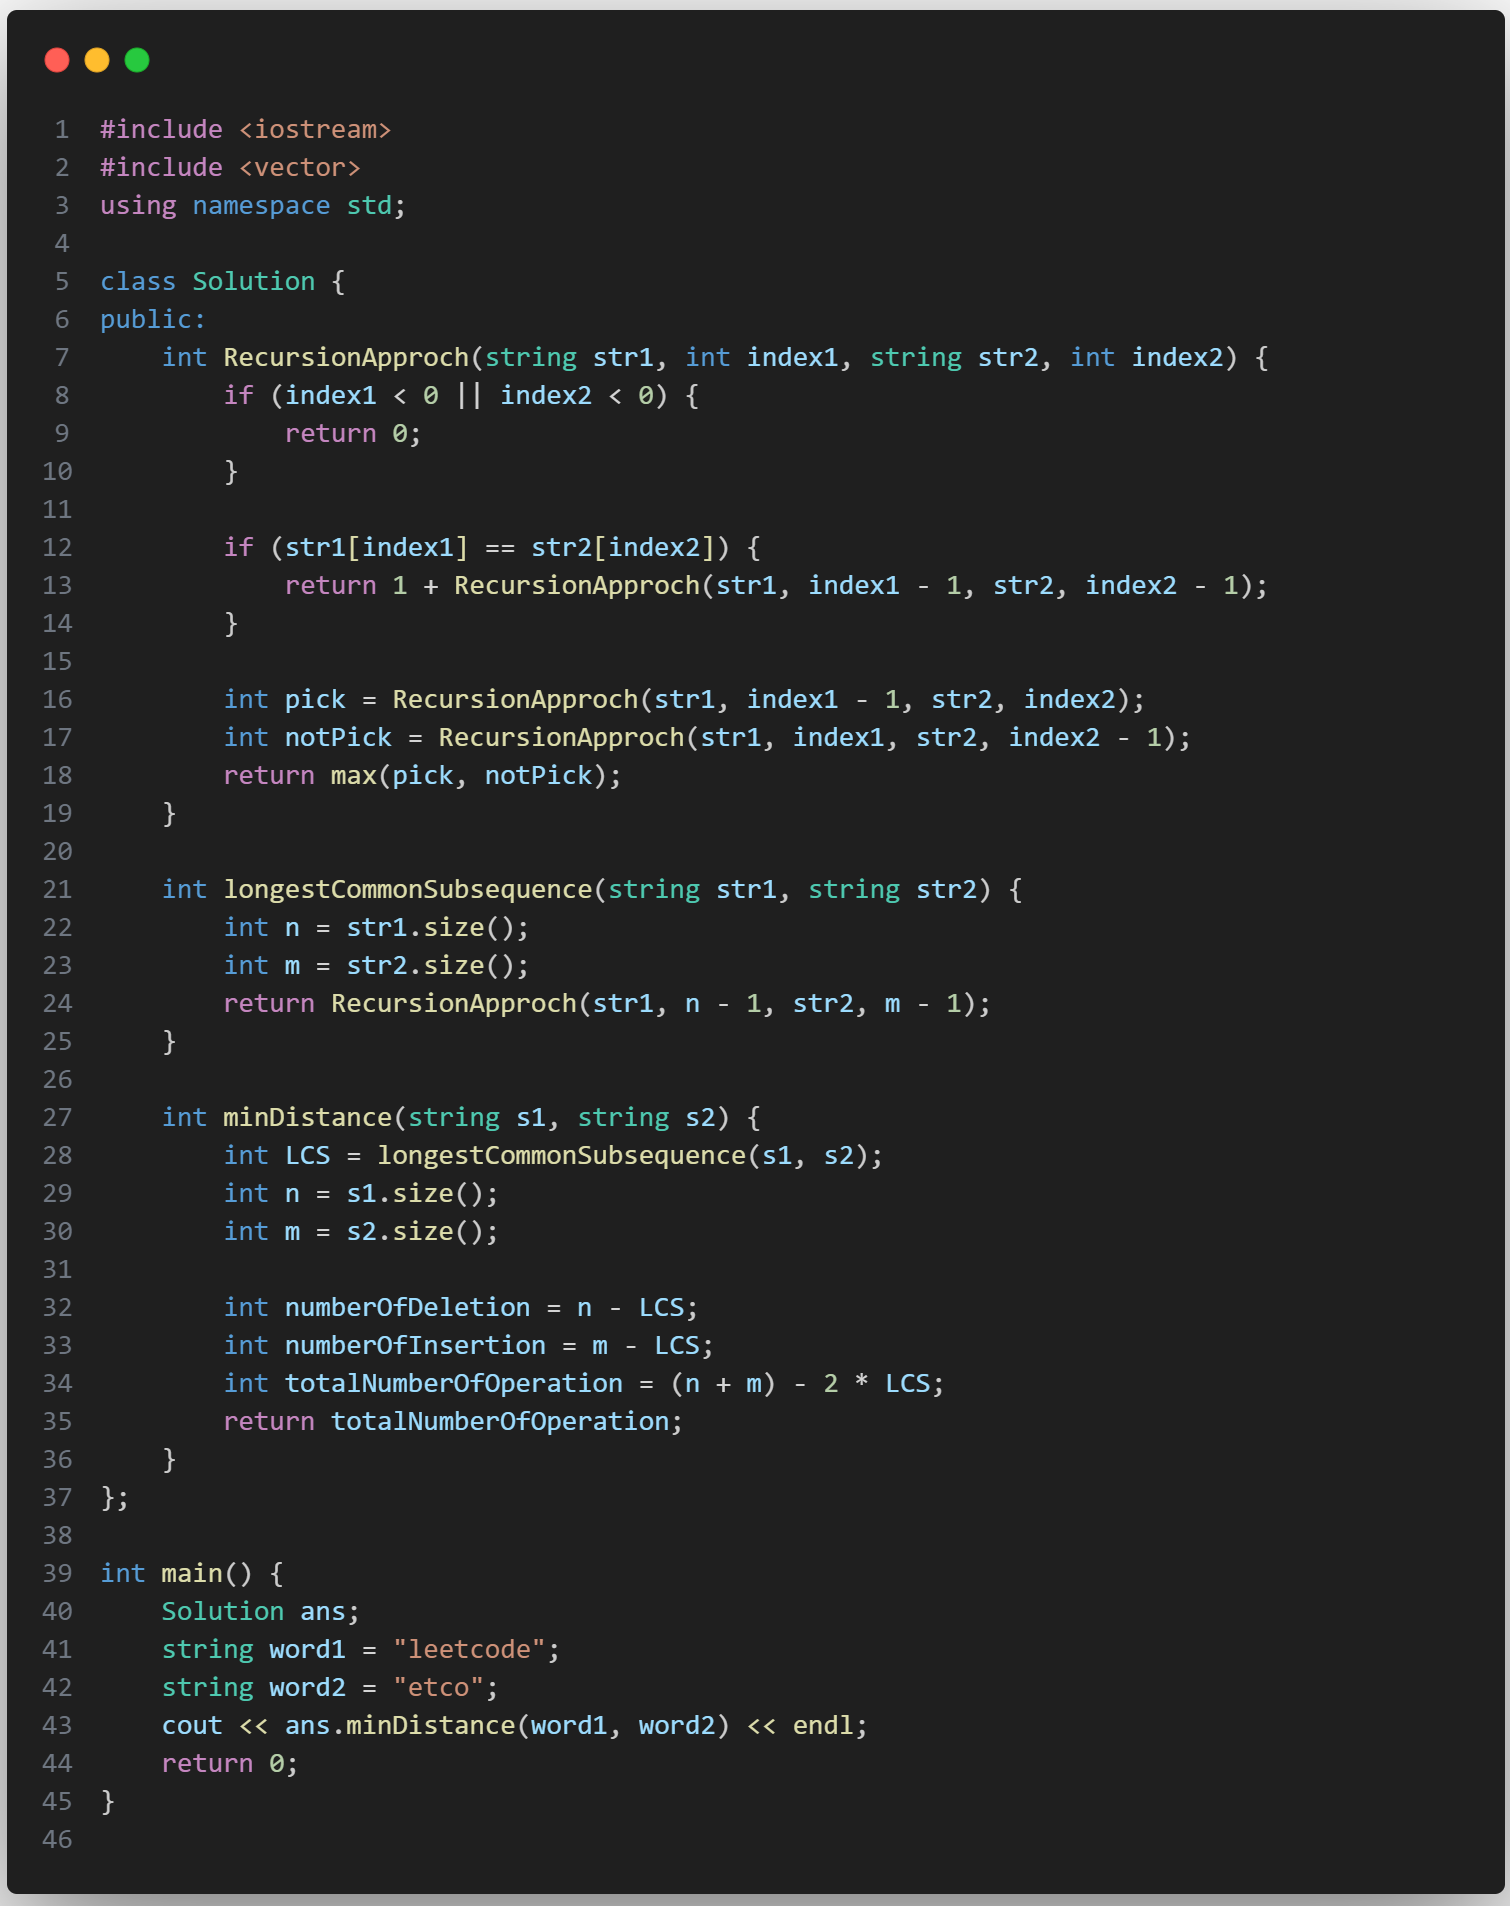 1 #include <iostream>
2 #include <vector>
3 using namespace std;
4
5 class Solution {
6 public:
7     int RecursionApproch(string str1, int index1, string str2, int index2) {
8         if (index1 < 0 || index2 < 0) {
9             return 0;
10         }
11
12         if (str1[index1] == str2[index2]) {
13             return 1 + RecursionApproch(str1, index1 - 1, str2, index2 - 1);
14         }
15
16         int pick = RecursionApproch(str1, index1 - 1, str2, index2);
17         int notPick = RecursionApproch(str1, index1, str2, index2 - 1);
18         return max(pick, notPick);
19     }
20
21     int longestCommonSubsequence(string str1, string str2) {
22         int n = str1.size();
23         int m = str2.size();
24         return RecursionApproch(str1, n - 1, str2, m - 1);
25     }
26
27     int minDistance(string s1, string s2) {
28         int LCS = longestCommonSubsequence(s1, s2);
29         int n = s1.size();
30         int m = s2.size();
31
32         int numberOfDeletion = n - LCS;
33         int numberOfInsertion = m - LCS;
34         int totalNumberOfOperation = (n + m) - 2 * LCS;
35         return totalNumberOfOperation;
36     }
37 };
38
39 int main() {
40     Solution ans;
41     string word1 = "leetcode";
42     string word2 = "etco";
43     cout << ans.minDistance(word1, word2) << endl;
44     return 0;
45 }
46